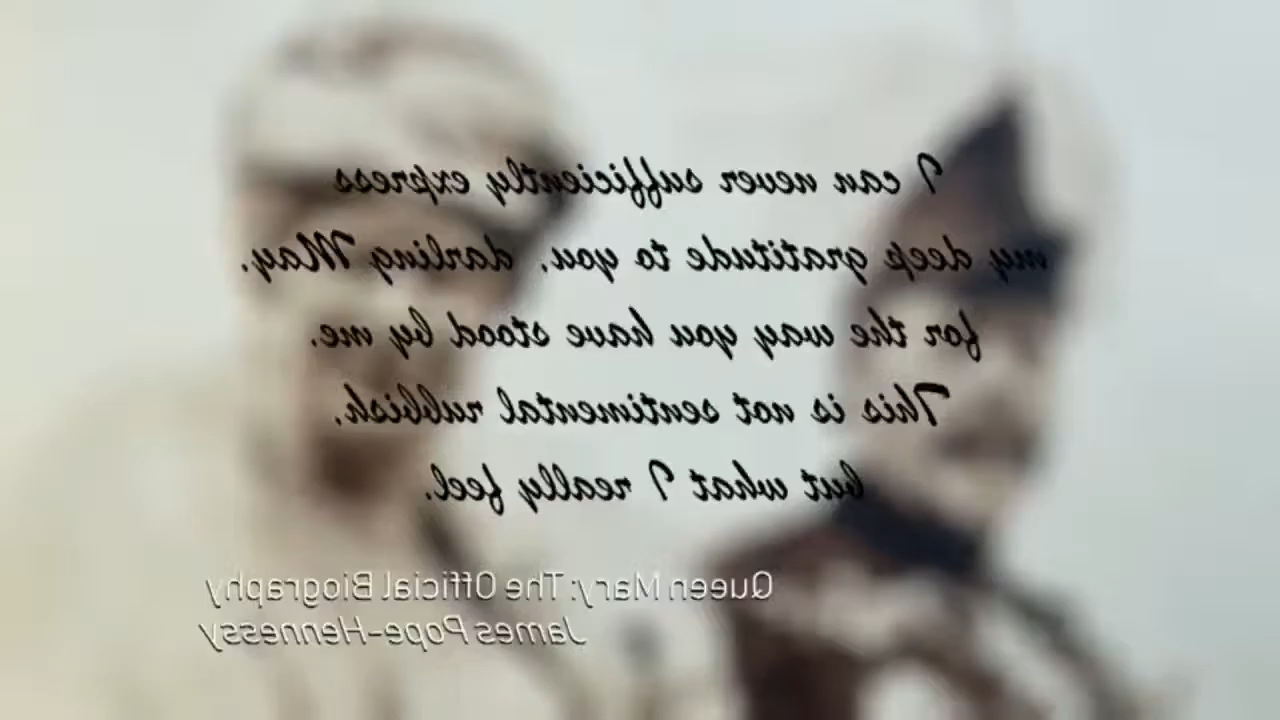 I can never sufficiently express
my deep gratitude to you, darling May,
for the way you have stood by me.
This is not sentimental rubbish,
but what I really feel.
Queen Mary: The Official Biography
James Pope-Hennessy